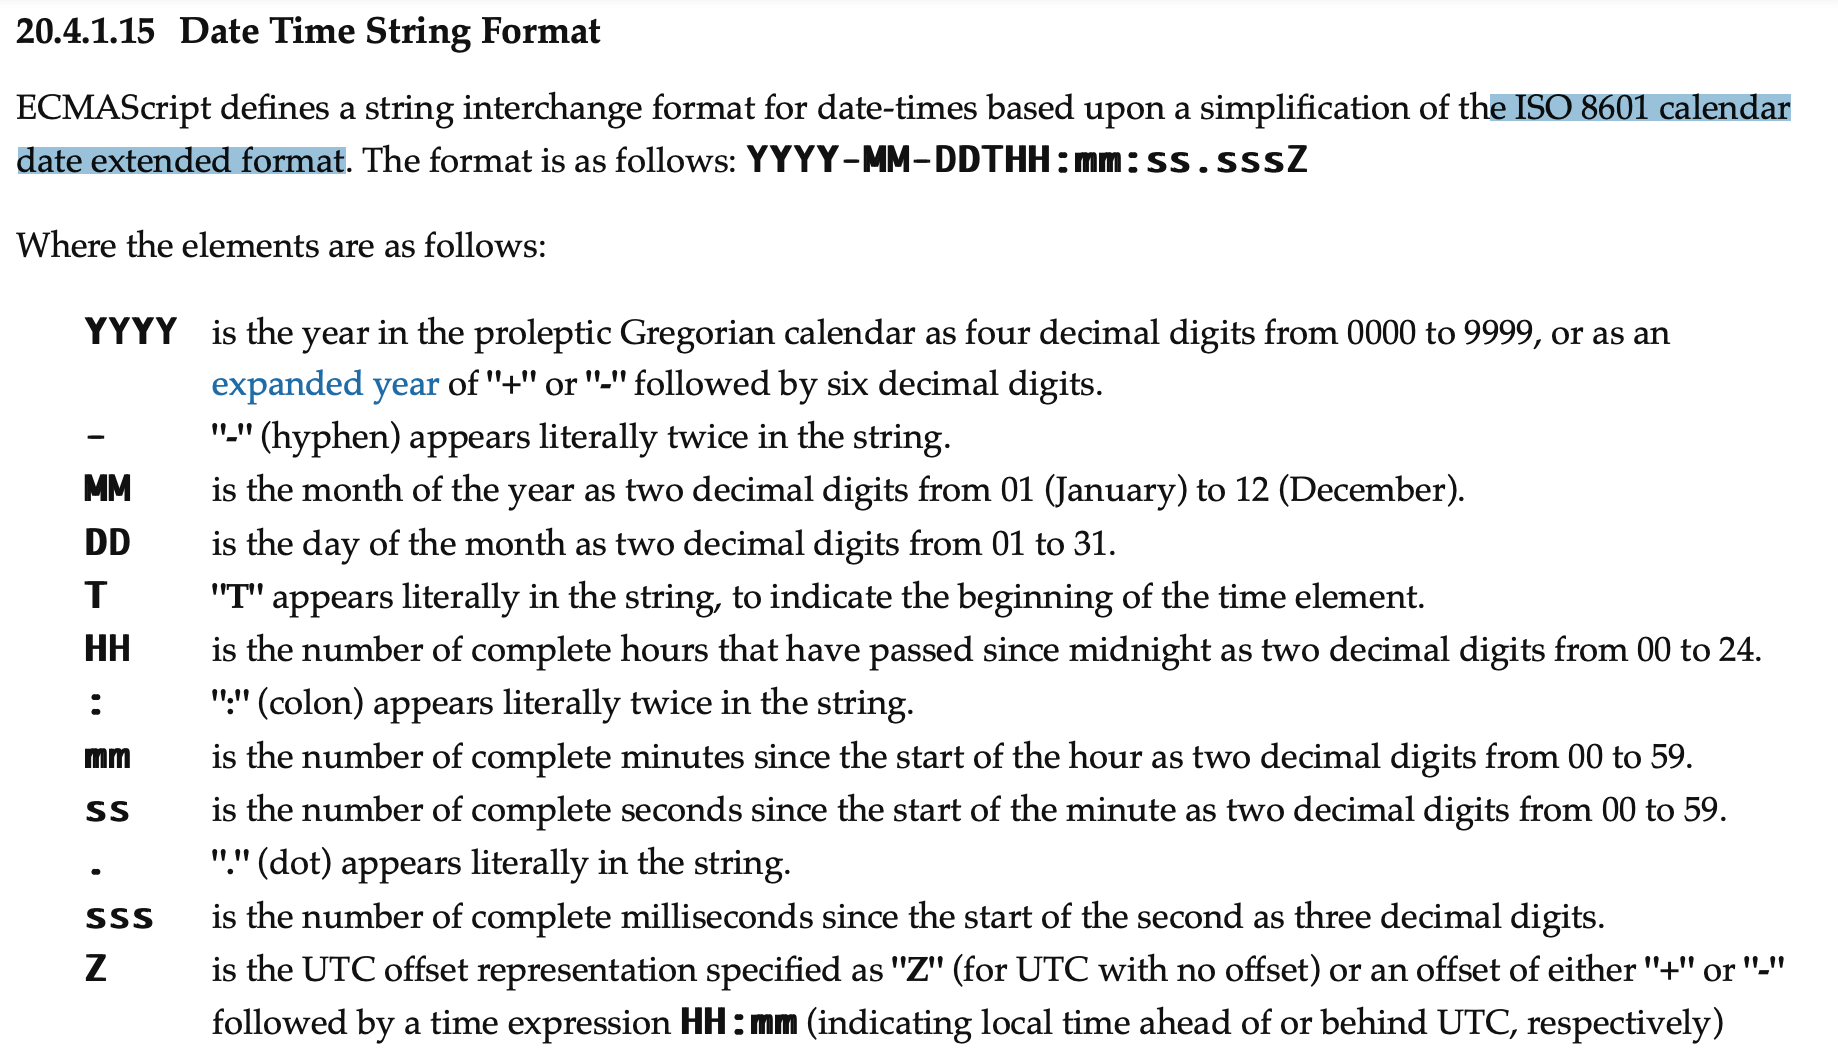 20.4.1.15 Date Time String Format
ECMAScript defines a string interchange format for date-times based upon a simplification of the ISO 8601 calendar
date extended format. The format is as follows: YYYY-MM-DDTHH:mm:ss.sssZ
Where the elements are as follows:
YYYY is the year in the proleptic Gregorian calendar as four decimal digits from 0000 to 9999, or as an
expanded year of "+" or "-" followed by six decimal digits.
- "-" (hyphen) appears literally twice in the string.
MM is the month of the year as two decimal digits from 01 (January) to 12 (December).
DD is the day of the month as two decimal digits from 01 to 31.
T "T" appears literally in the string, to indicate the beginning of the time element.
HH is the number of complete hours that have passed since midnight as two decimal digits from 00 to 24.
: ":" (colon) appears literally twice in the string.
mm is the number of complete minutes since the start of the hour as two decimal digits from 00 to 59.
ss is the number of complete seconds since the start of the minute as two decimal digits from 00 to 59.
. "." (dot) appears literally in the string.
sss is the number of complete milliseconds since the start of the second as three decimal digits.
Z is the UTC offset representation specified as "Z" (for UTC with no offset) or an offset of either "+" or "-"
followed by a time expression HH:mm (indicating local time ahead of or behind UTC, respectively)